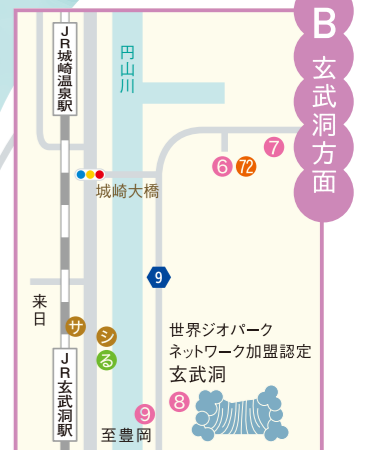 B
玄武洞方面
JR城崎温泉駅
円山川
7
6
72
城崎大橋
9
来日
サ
シ
る
世界ジオパーク
ネットワーク加盟認定
玄武洞
JR玄武洞駅
8
9
至豊岡